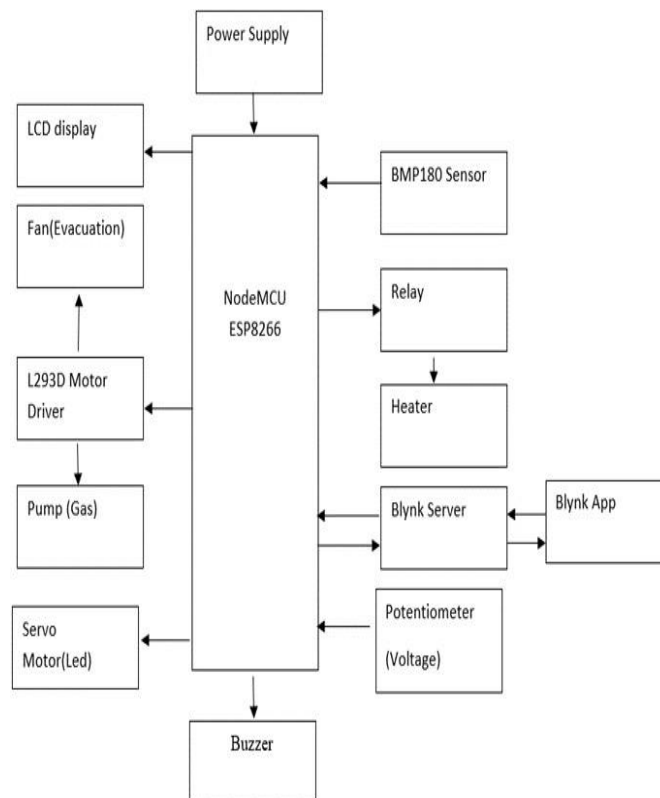 Power Supply
LCD display
BMP180 Sensor
Fan(Evacuation)
NodeMCU
ESP8266
Relay
L293D Motor
Driver
Heater
Pump (Gas)
Blynk Server
Blynk App
Servo
Motor(Led)
Potentiometer
(Voltage)
Buzzer